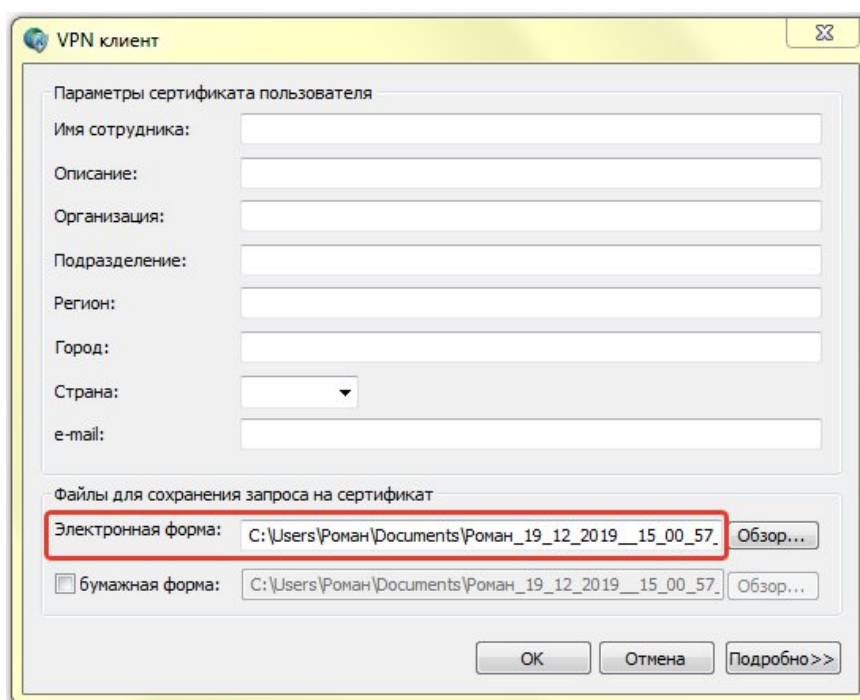 VPN клиент
Параметры сертификата пользователя
Имя сотрудника:
Описание:
Организация:
Подразделение:
Регион:
Город:
Страна:
e-mail:
Файлы для сохранения запроса на сертификат
Электронная форма: C:\Users\Роман\Documents\Роман_19_12_2019__15_00_57_ Обзор...
бумажная форма: C:\Users\Роман\Documents\Роман_19_12_2019__15_00_57_ Обзор...
OK Отмена Подробно>>